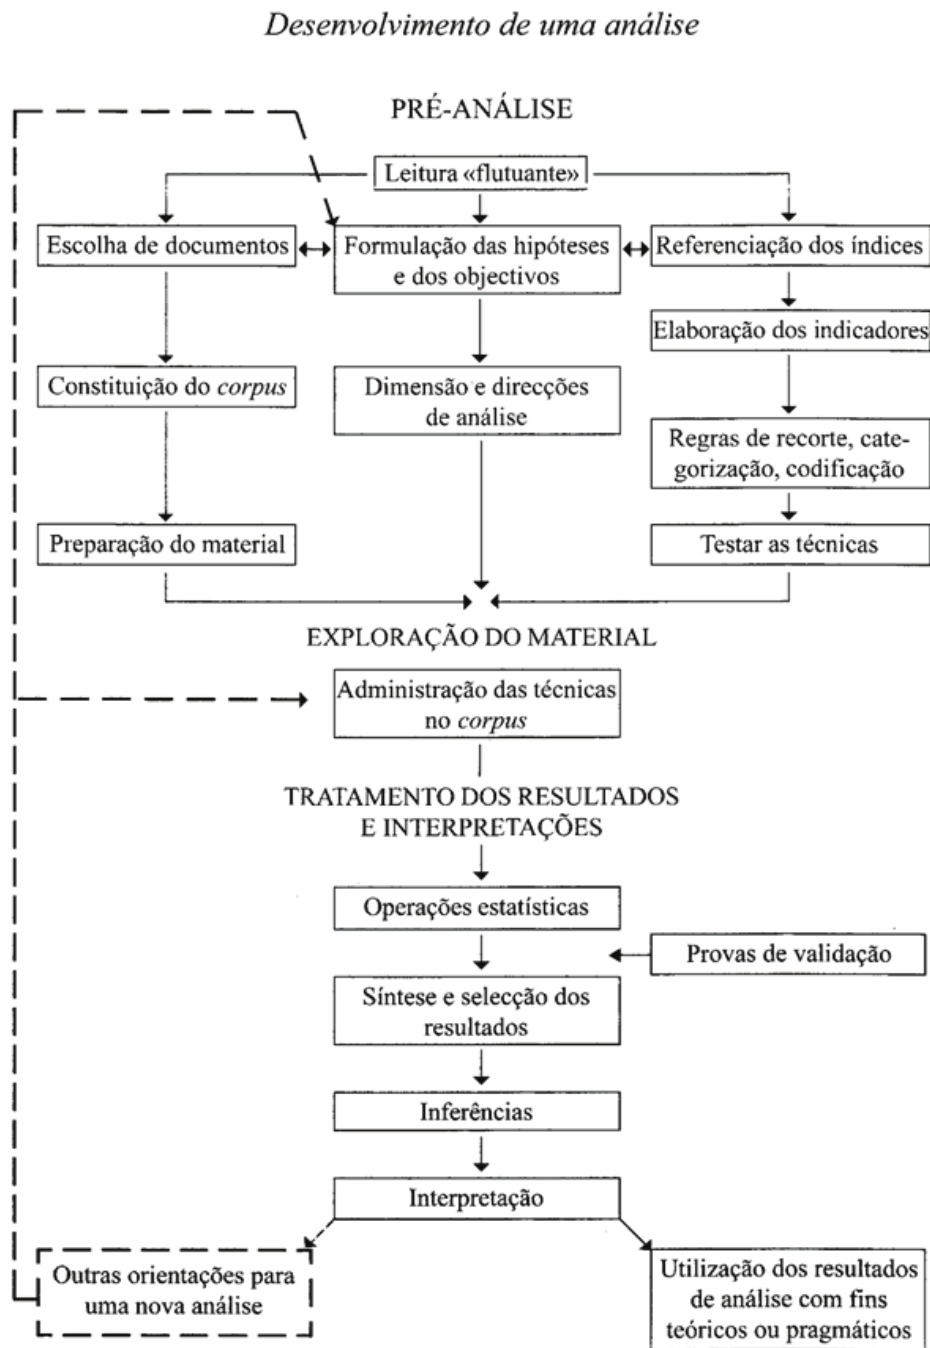 Desenvolvimento de uma análise
PRÉ-ANÁLISE
Leitura «flutuante»
Escolha de documentos
Formulação das hipóteses
e dos objectivos
Referenciação dos índices
Elaboração dos indicadores
Constituição do corpus
Dimensão e direcções
de análise
Regras de recorte, cate-
gorização, codificação
Preparação do material
Testar as técnicas
EXPLORAÇÃO DO MATERIAL
Administração das técnicas
no corpus
TRATAMENTO DOS RESULTADOS
E INTERPRETAÇÕES
Operações estatísticas
Provas de validação
Síntese e selecção dos
resultados
Inferências
Interpretação
Outras orientações para
uma nova análise
Utilização dos resultados
de análise com fins
teóricos ou pragmáticos